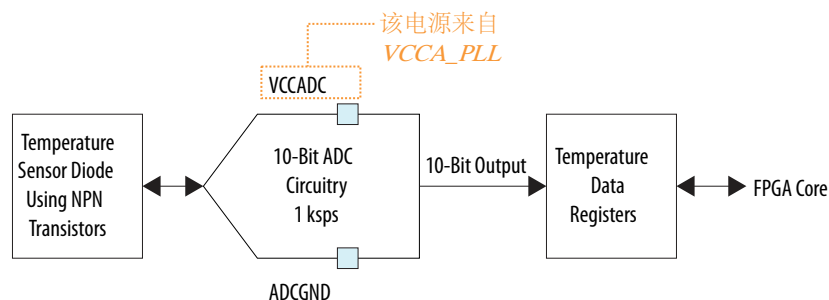 该电源来自
VCCA_PLL
VCCADC
Temperature
Sensor Diode
Using NPN
Transistors
10-Bit ADC
Circuitry
1 ksps
10-Bit Output
Temperature
Data
Registers
FPGA Core
ADCGND